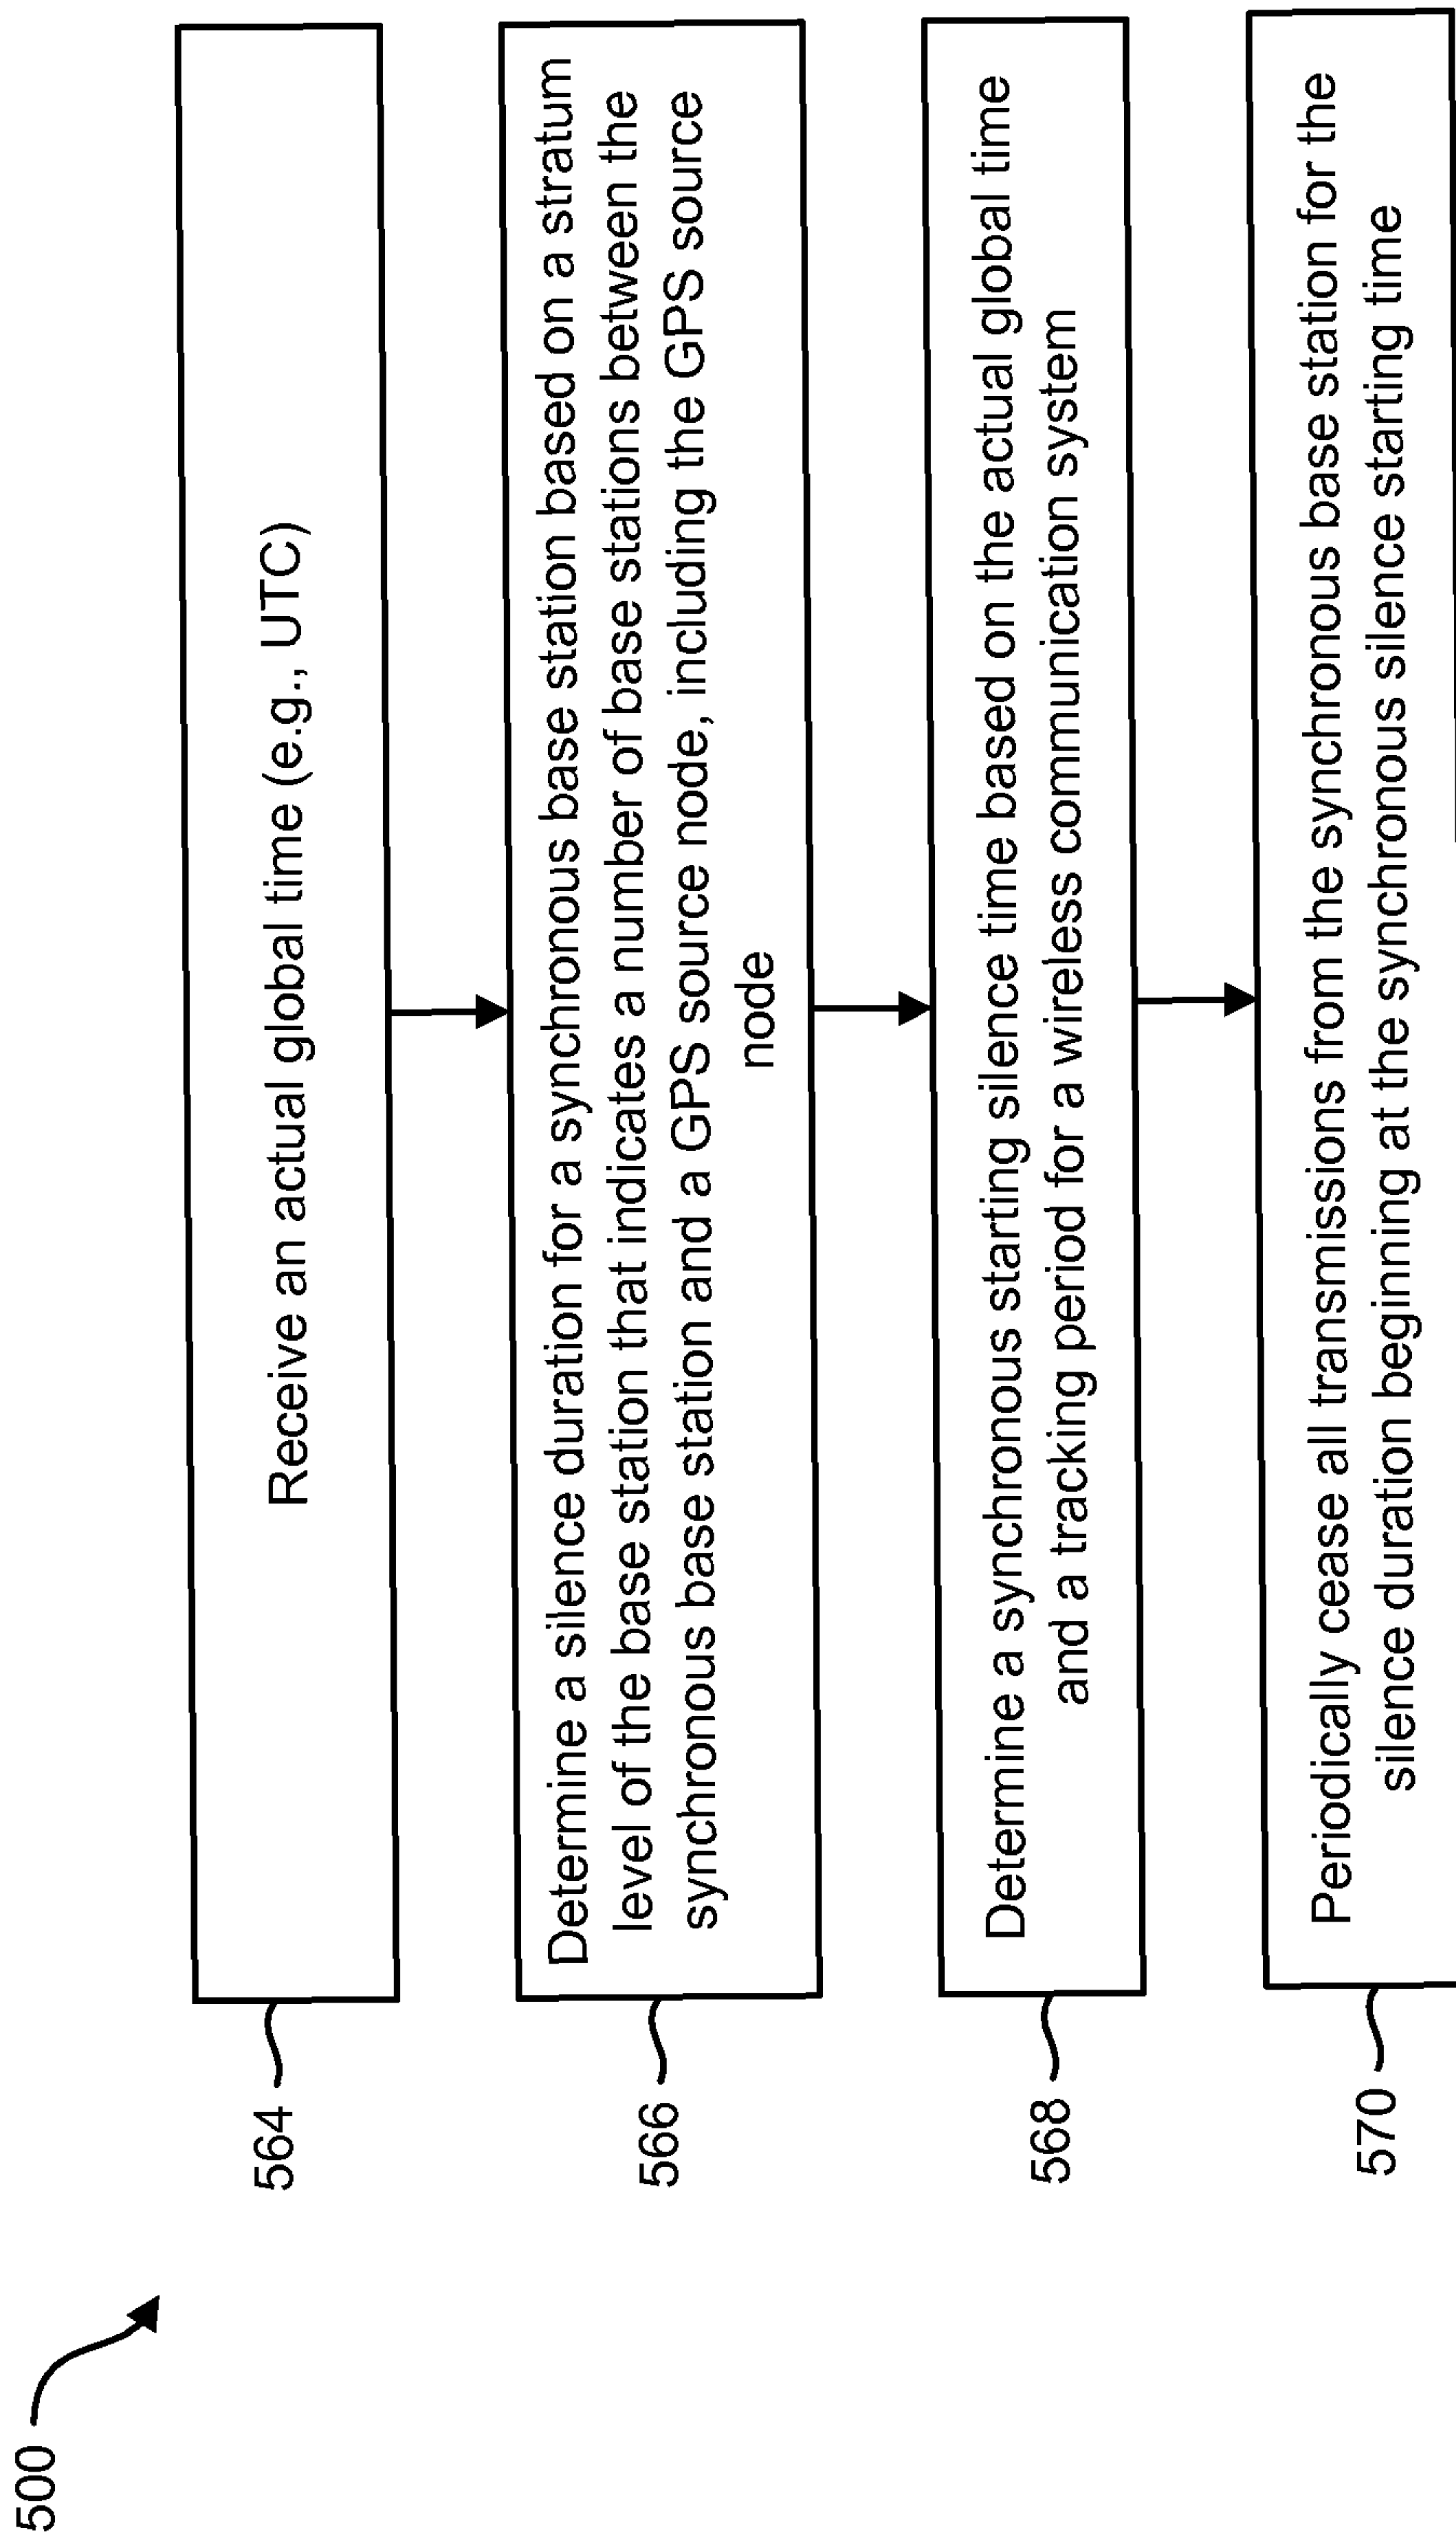 500
564
Receive an actual global time (e.g., UTC)
566
Determine a silence duration for a synchronous base station based on a stratum
level of the base station that indicates a number of base stations between the
synchronous base station and a GPS source node, including the GPS source
node
568
Determine a synchronous starting silence time based on the actual global time
and a tracking period for a wireless communication system
570
Periodically cease all transmissions from the synchronous base station for the
silence duration beginning at the synchronous silence starting time